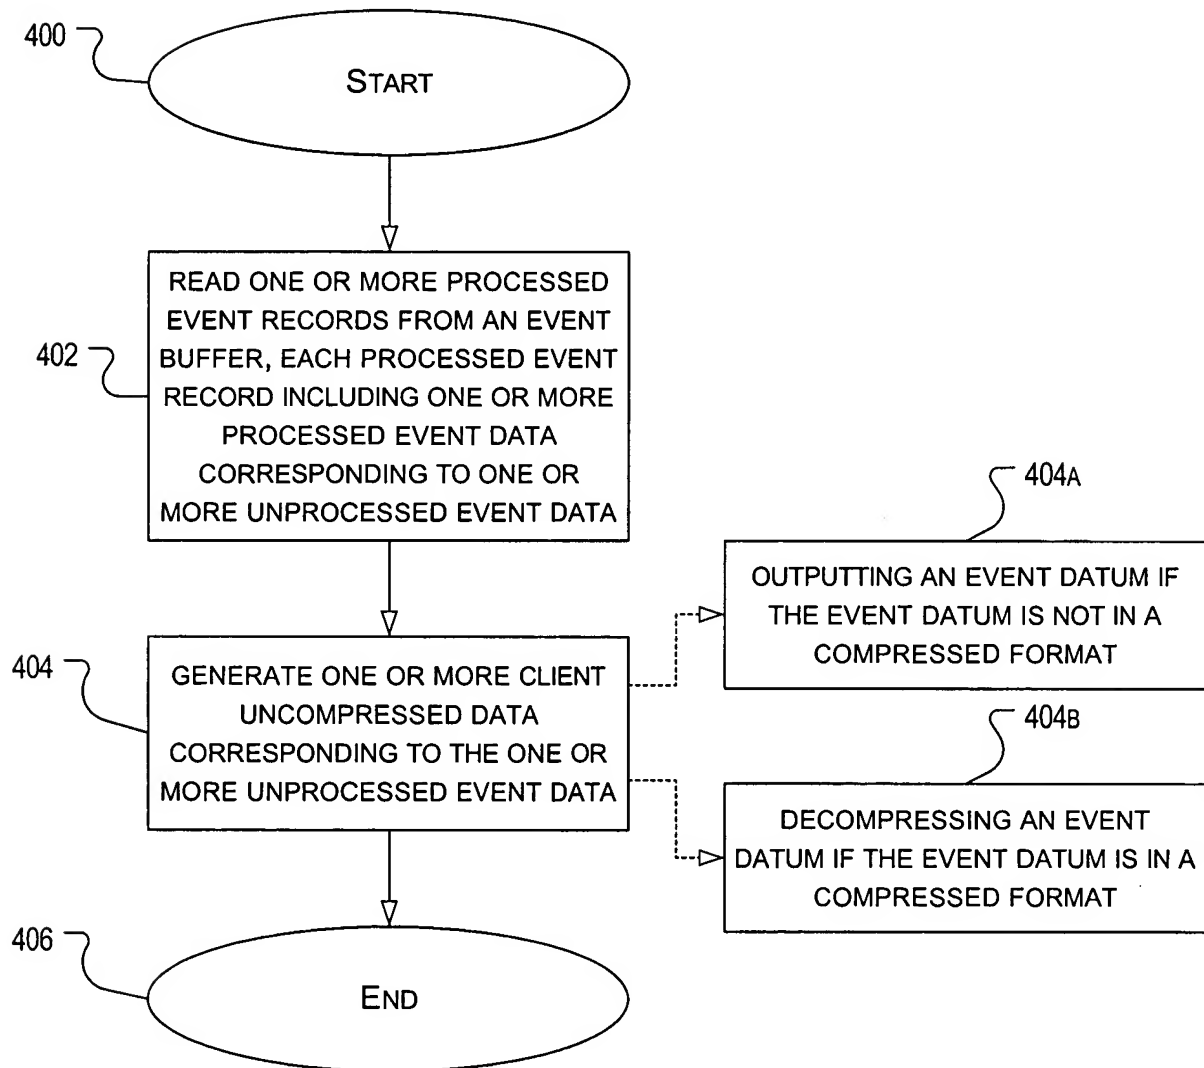 400
START
402
READ ONE OR MORE PROCESSED
EVENT RECORDS FROM AN EVENT
BUFFER, EACH PROCESSED EVENT
RECORD INCLUDING ONE OR MORE
PROCESSED EVENT DATA
CORRESPONDING TO ONE OR
MORE UNPROCESSED EVENT DATA
404A
OUTPUTTING AN EVENT DATUM IF
THE EVENT DATUM IS NOT IN A
COMPRESSED FORMAT
404
GENERATE ONE OR MORE CLIENT
UNCOMPRESSED DATA
CORRESPONDING TO THE ONE OR
MORE UNPROCESSED EVENT DATA
404B
DECOMPRESSING AN EVENT
DATUM IF THE EVENT DATUM IS IN A
COMPRESSED FORMAT
406
END